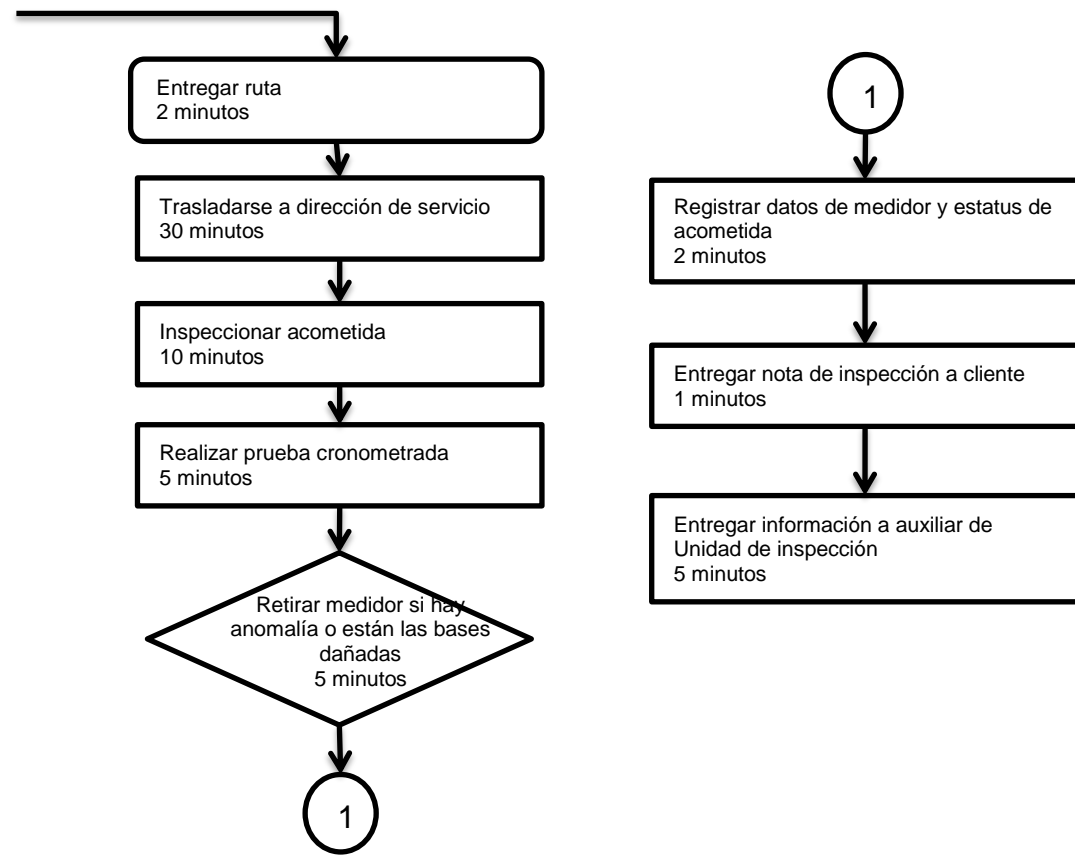 Entregar ruta
2 minutos
Trasladarse a dirección de servicio
30 minutos
Inspeccionar acometida
10 minutos
Realizar prueba cronometrada
5 minutos
Retirar medidor si hay
anomalía o están las bases
dañadas
5 minutos
1
1
Registrar datos de medidor y estatus de
acometida
2 minutos
Entregar nota de inspección a cliente
1 minutos
Entregar información a auxiliar de
Unidad de inspección
5 minutos